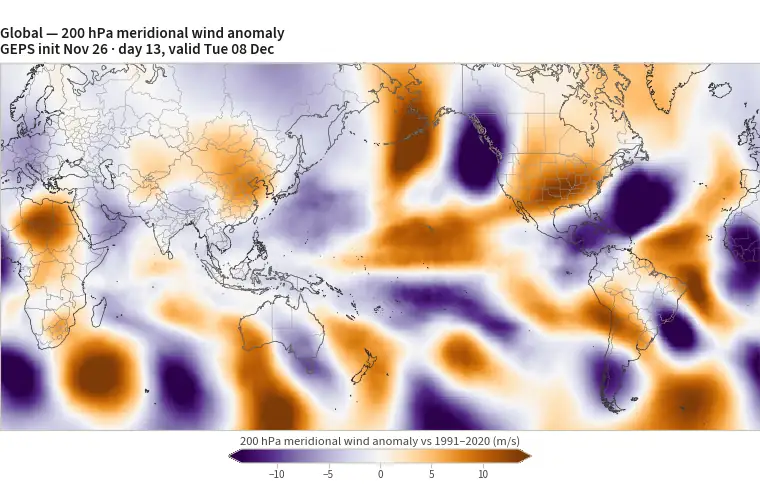 Global — 200 hPa meridional wind anomaly
GEPS init Nov 26 · day 13, valid Tue 08 Dec
200 hPa meridional wind anomaly vs 1991–2020 (m/s)
−10 −5 0 5 10